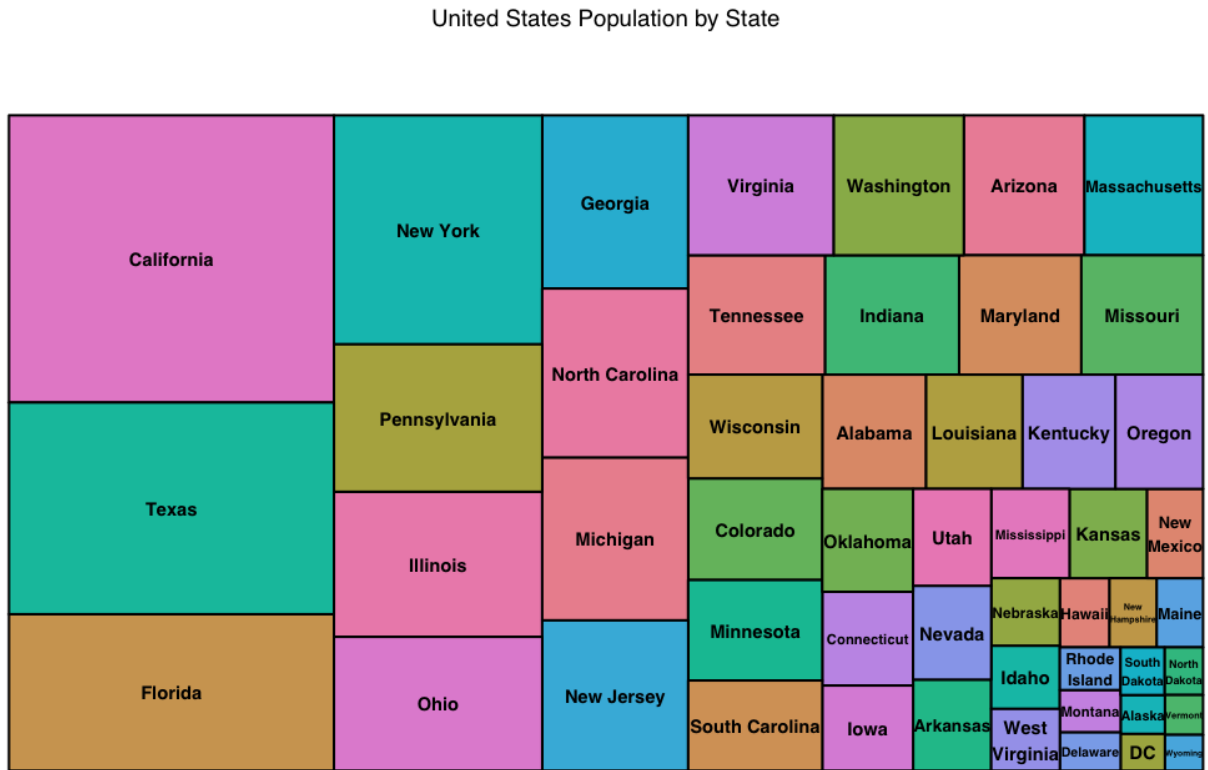 United States Population by State
California
Texas
Florida
New York
Pennsylvania
Illinois
Ohio
Georgia
North Carolina
Michigan
New Jersey
Virginia
Washington
Arizona
Massachusetts
Tennessee
Indiana
Maryland
Missouri
Wisconsin
Colorado
Minnesota
South Carolina
Alabama
Louisiana
Kentucky
Oregon
Oklahoma
Connecticut
Iowa
Utah
Nevada
Arkansas
Mississippi
Kansas
New
Mexico
Nebraska
Idaho
West
Virginia
Hawaii
New
Hampshire
Maine
Rhode
Island
Montana
Delaware
South
Dakota
Alaska
DC
North
Dakota
Vermont
Wyoming